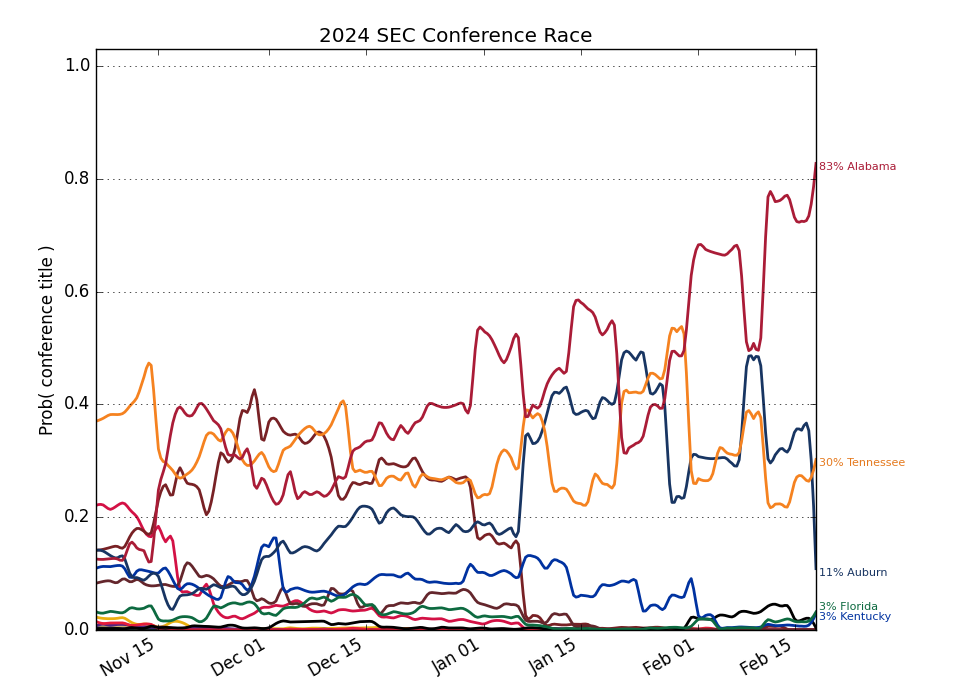 2024 SEC Conference Race
Prob( conference title )
1.0
0.8
0.6
0.4
0.2
0.0
Nov 15
Dec 01
Dec 15
Jan 01
Jan 15
Feb 01
Feb 15
83% Alabama
30% Tennessee
11% Auburn
3% Florida
3% Kentucky